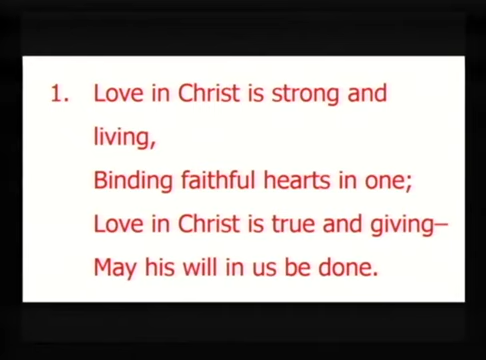 1. Love in Christ is strong and
living,
Binding faithful hearts in one;
Love in Christ is true and giving–
May his will in us be done.